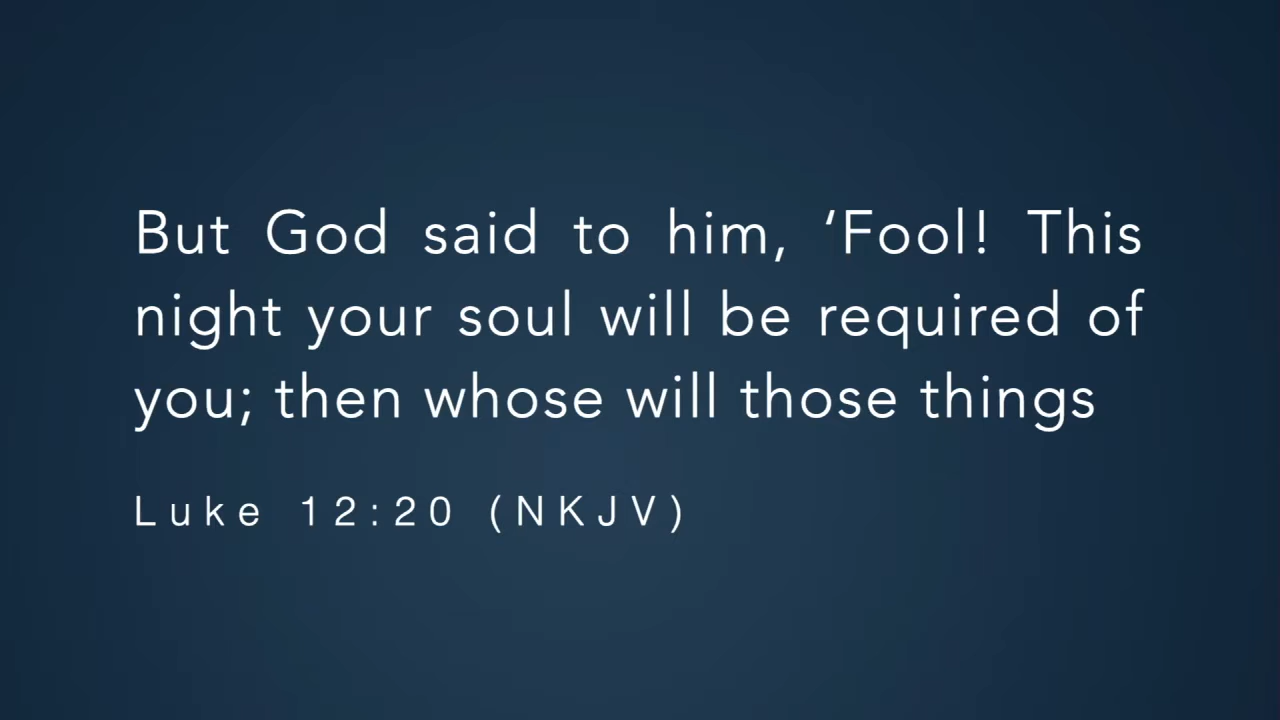 But God said to him, ‘Fool! This
night your soul will be required of
you; then whose will those things
Luke 12:20 (NKJV)